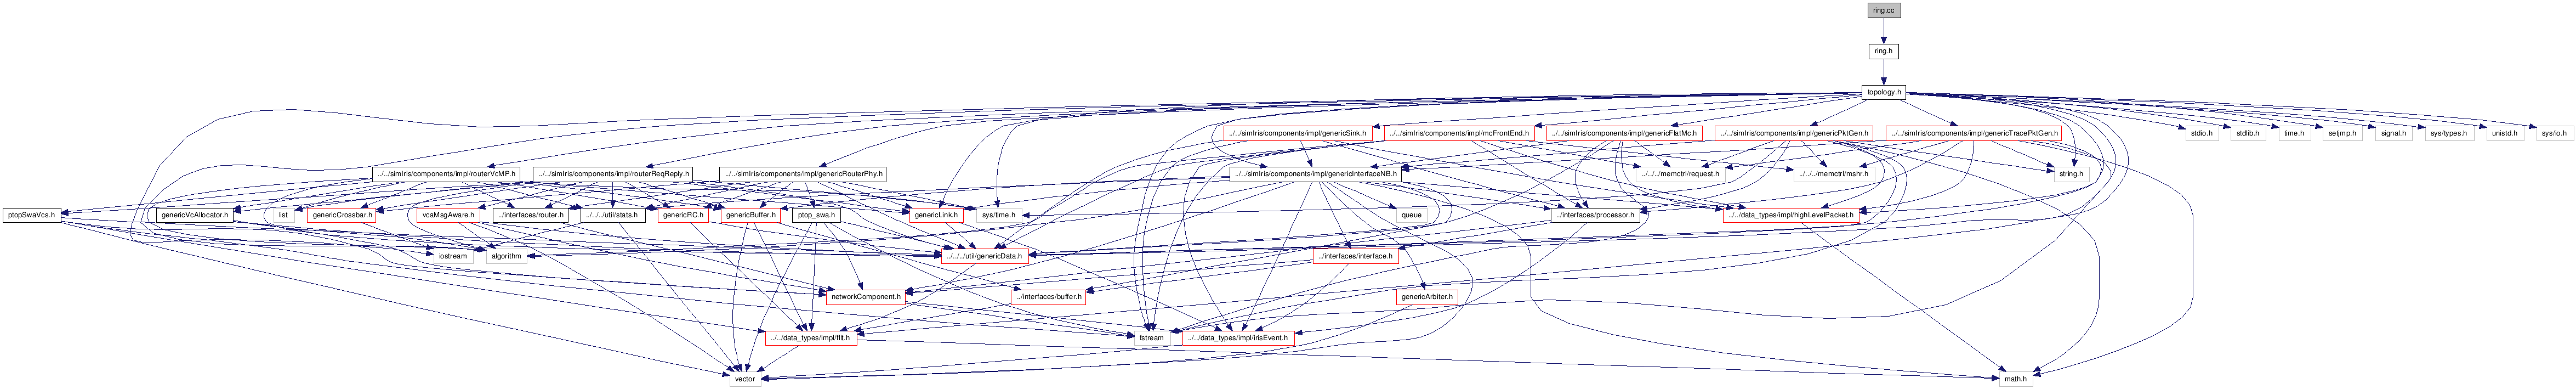 ring.cc
ring.h
topology.h
../../simIris/components/impl/genericSink.h
../../simIris/components/impl/mcFrontEnd.h
../../simIris/components/impl/genericFlatMc.h
../../simIris/components/impl/genericPktGen.h
../../simIris/components/impl/genericTracePktGen.h
stdio.h
stdlib.h
time.h
setjmp.h
signal.h
sys/types.h
unistd.h
sys/io.h
../../simIris/components/impl/routerVcMP.h
../../simIris/components/impl/routerReqReply.h
../../simIris/components/impl/genericRouterPhy.h
../../simIris/components/impl/genericInterfaceNB.h
../../../memctrl/request.h
../../../memctrl/mshr.h
string.h
ptopSwaVcs.h
genericVcAllocator.h
list
genericCrossbar.h
vcaMsgAware.h
../interfaces/router.h
../../../util/stats.h
genericRC.h
genericBuffer.h
ptop_swa.h
genericLink.h
sys/time.h
queue
../interfaces/processor.h
../../data_types/impl/highLevelPacket.h
iostream
algorithm
../../../util/genericData.h
../interfaces/interface.h
networkComponent.h
../interfaces/buffer.h
genericArbiter.h
../../data_types/impl/flit.h
fstream
../../data_types/impl/irisEvent.h
vector
math.h